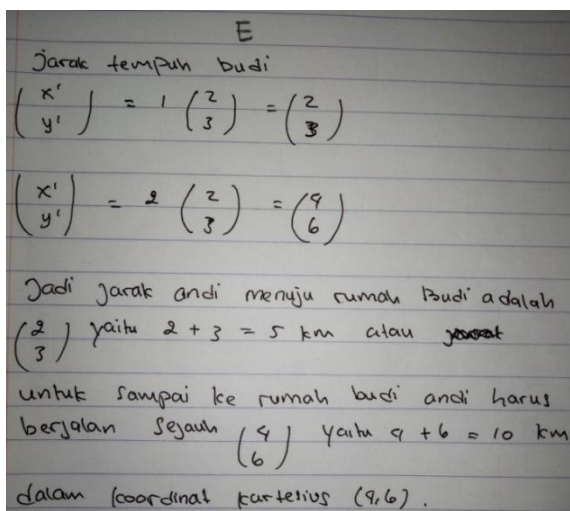 E
Jarak tempuh budi
( x' y' ) = 1 ( 2 3 ) = ( 2 3 )
( x' y' ) = 2 ( 2 3 ) = ( 4 6 )
Jadi jarak andi menuju rumah Budi adalah
( 2 3 ) yaitu 2 + 3 = 5 km atau
untuk sampai ke rumah budi andi harus
berjalan sejauh ( 4 6 ) yaitu 4 + 6 = 10 km
dalam koordinat kartesius (4,6).